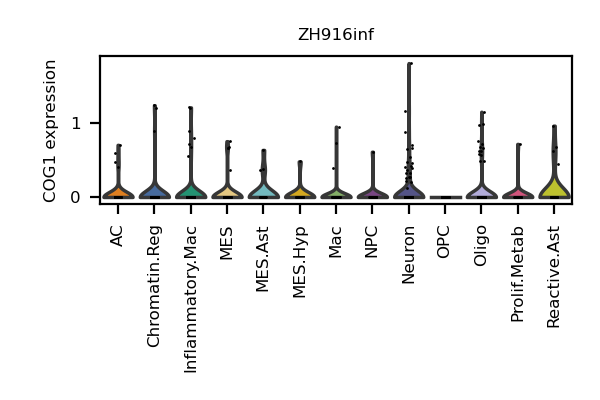 ZH916inf
COG1 expression
1
0
AC
Chromatin.Reg
Inflammatory.Mac
MES
MES.Ast
MES.Hyp
Mac
NPC
Neuron
OPC
Oligo
Prolif.Metab
Reactive.Ast